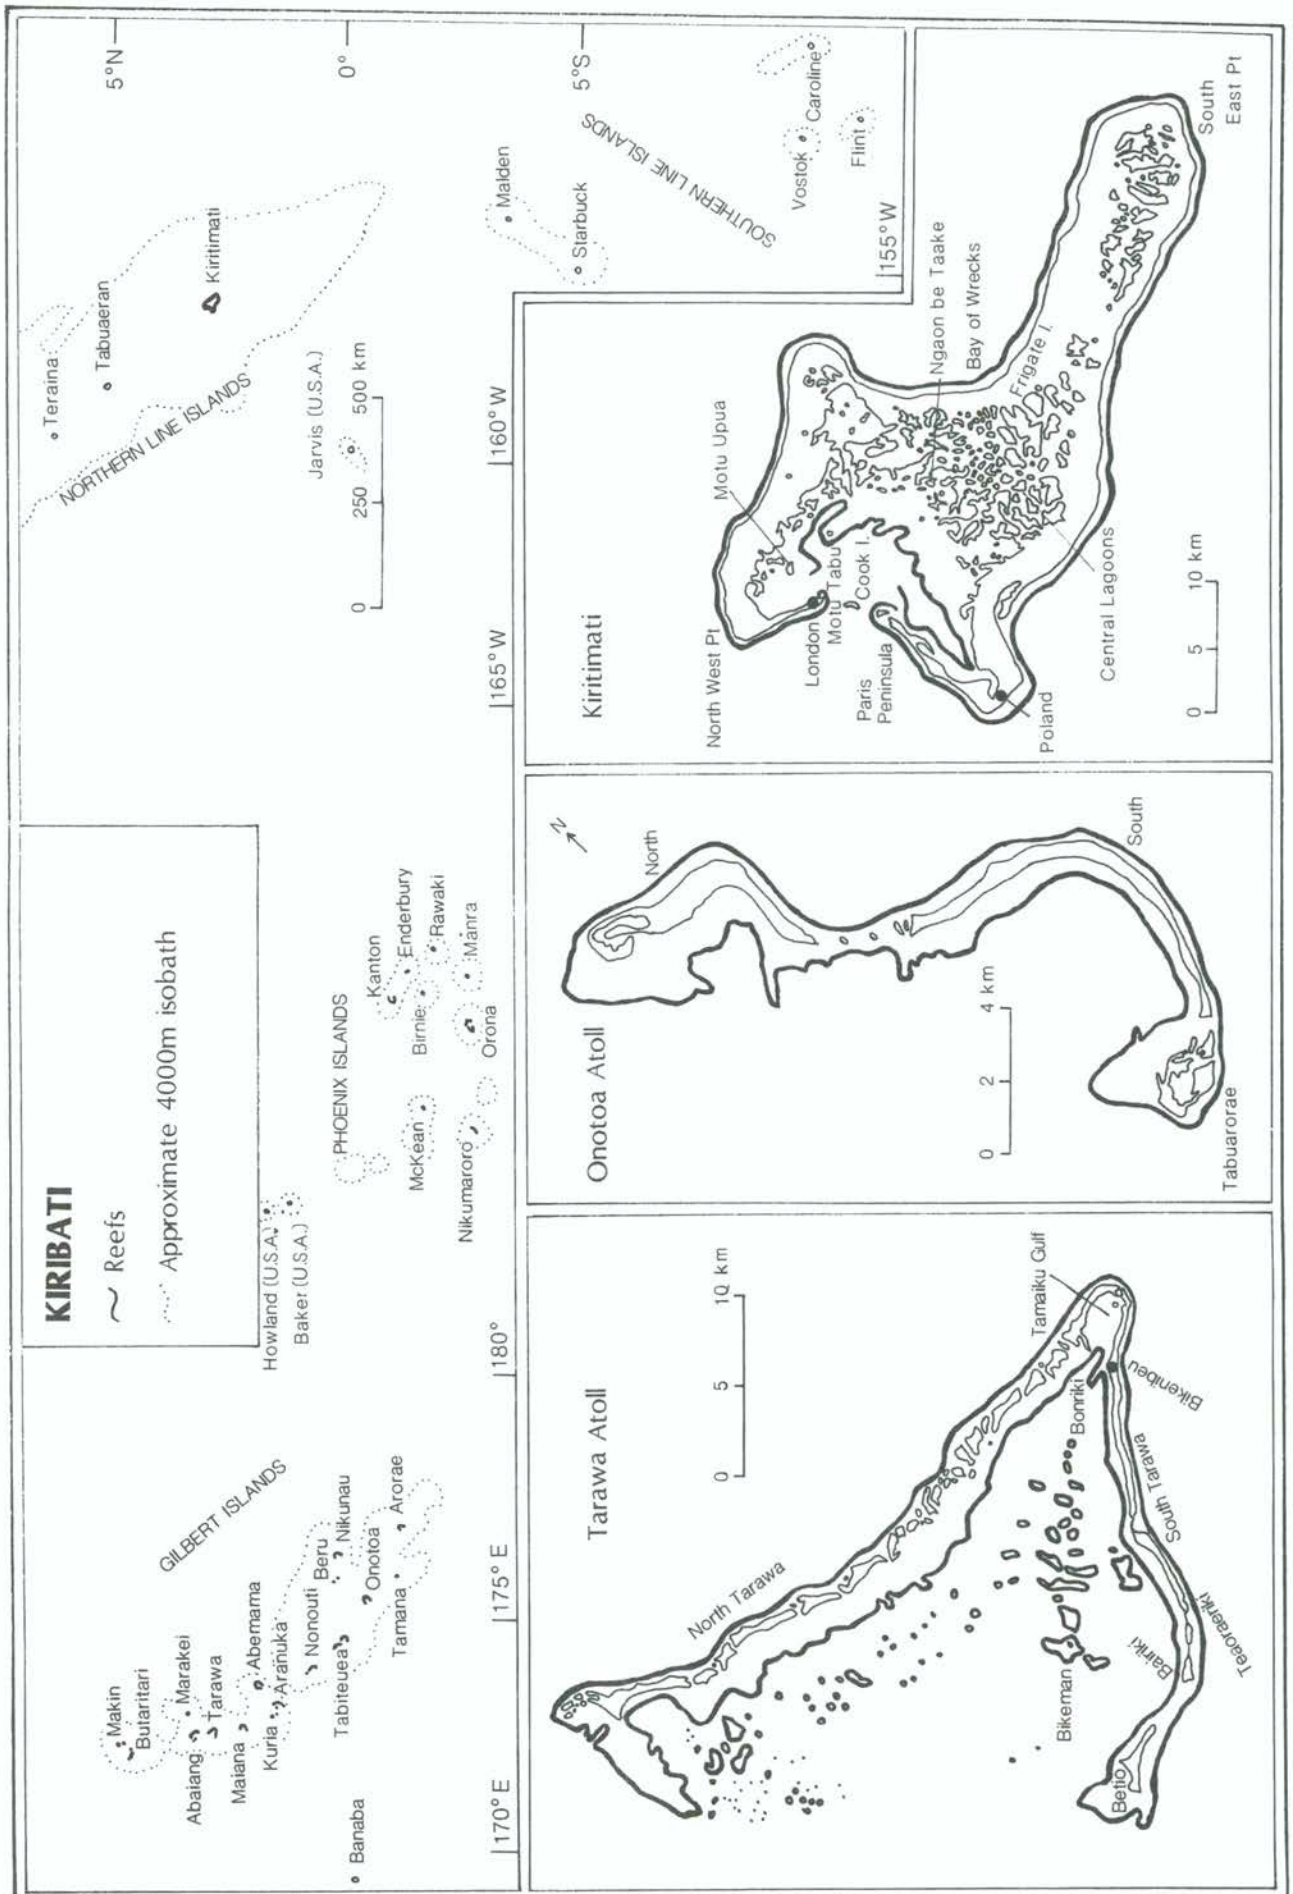 KIRIBATI
Reefs
Approximate 4000m isobath
GILBERT ISLANDS
Makin
Butaritari
Marakei
Abaiang
Tarawa
Maiana
Abemama
Kuria
Aranuka
Nonouti
Tabiteuea
Beru
Nikunau
Onotoa
Tamana
Arorae
Banaba
Howland (U.S.A.)
Baker (U.S.A.)
PHOENIX ISLANDS
Kanton
Enderbury
Birnie
Rawaki
McKean
Manra
Orona
Nikumaroro
NORTHERN LINE ISLANDS
Teraina
Tabuaeran
Kiritimati
Jarvis (U.S.A.)
0 250 500 km
Malden
Starbuck
SOUTHERN LINE ISLANDS
Vostok
Caroline
Flint
5°N
0°
5°S
170° E
175° E
180°
165° W
160° W
155° W
Tarawa Atoll
0 5 10 km
North Tarawa
Tamaiku Gulf
Bonriki
Bikenibeu
South Tarawa
Teaoraereke
Bairiki
Bikeman
Betio
Onotoa Atoll
N
North
South
0 2 4 km
Tabuarorae
Kiritimati
North West Pt
Motu Upua
London
Motu Tabu
Cook I.
Paris
Peninsula
Poland
Ngaon be Taake
Bay of Wrecks
Frigate I.
Central Lagoons
South
East Pt
0 5 10 km